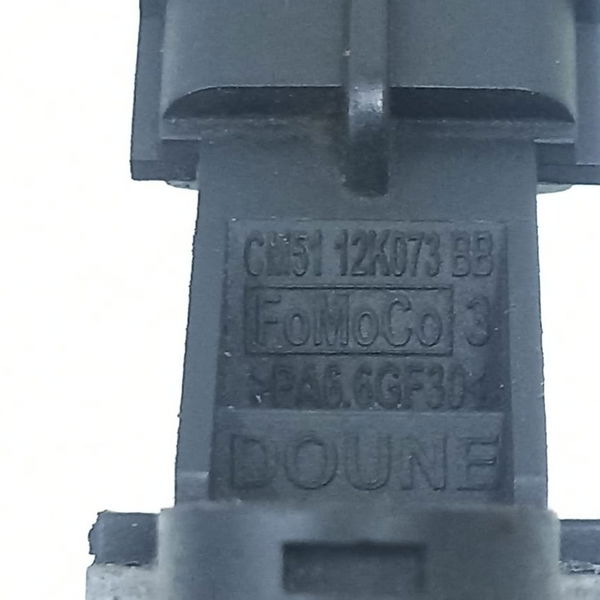 CM51 12K073 BB
FoMoCo 3
>PA6.6GF30<
DOUNE